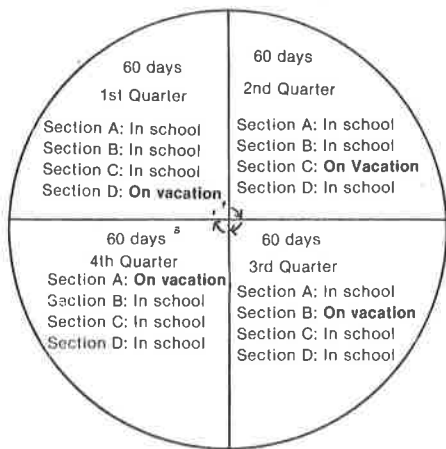 60 days
1st Quarter
Section A: In school
Section B: In school
Section C: In school
Section D: On vacation
60 days
2nd Quarter
Section A: In school
Section B: In school
Section C: On Vacation
Section D: In school
60 days
3rd Quarter
Section A: In school
Section B: On vacation
Section C: In school
Section D: In school
60 days
4th Quarter
Section A: On vacation
Section B: In school
Section C: In school
Section D: In school